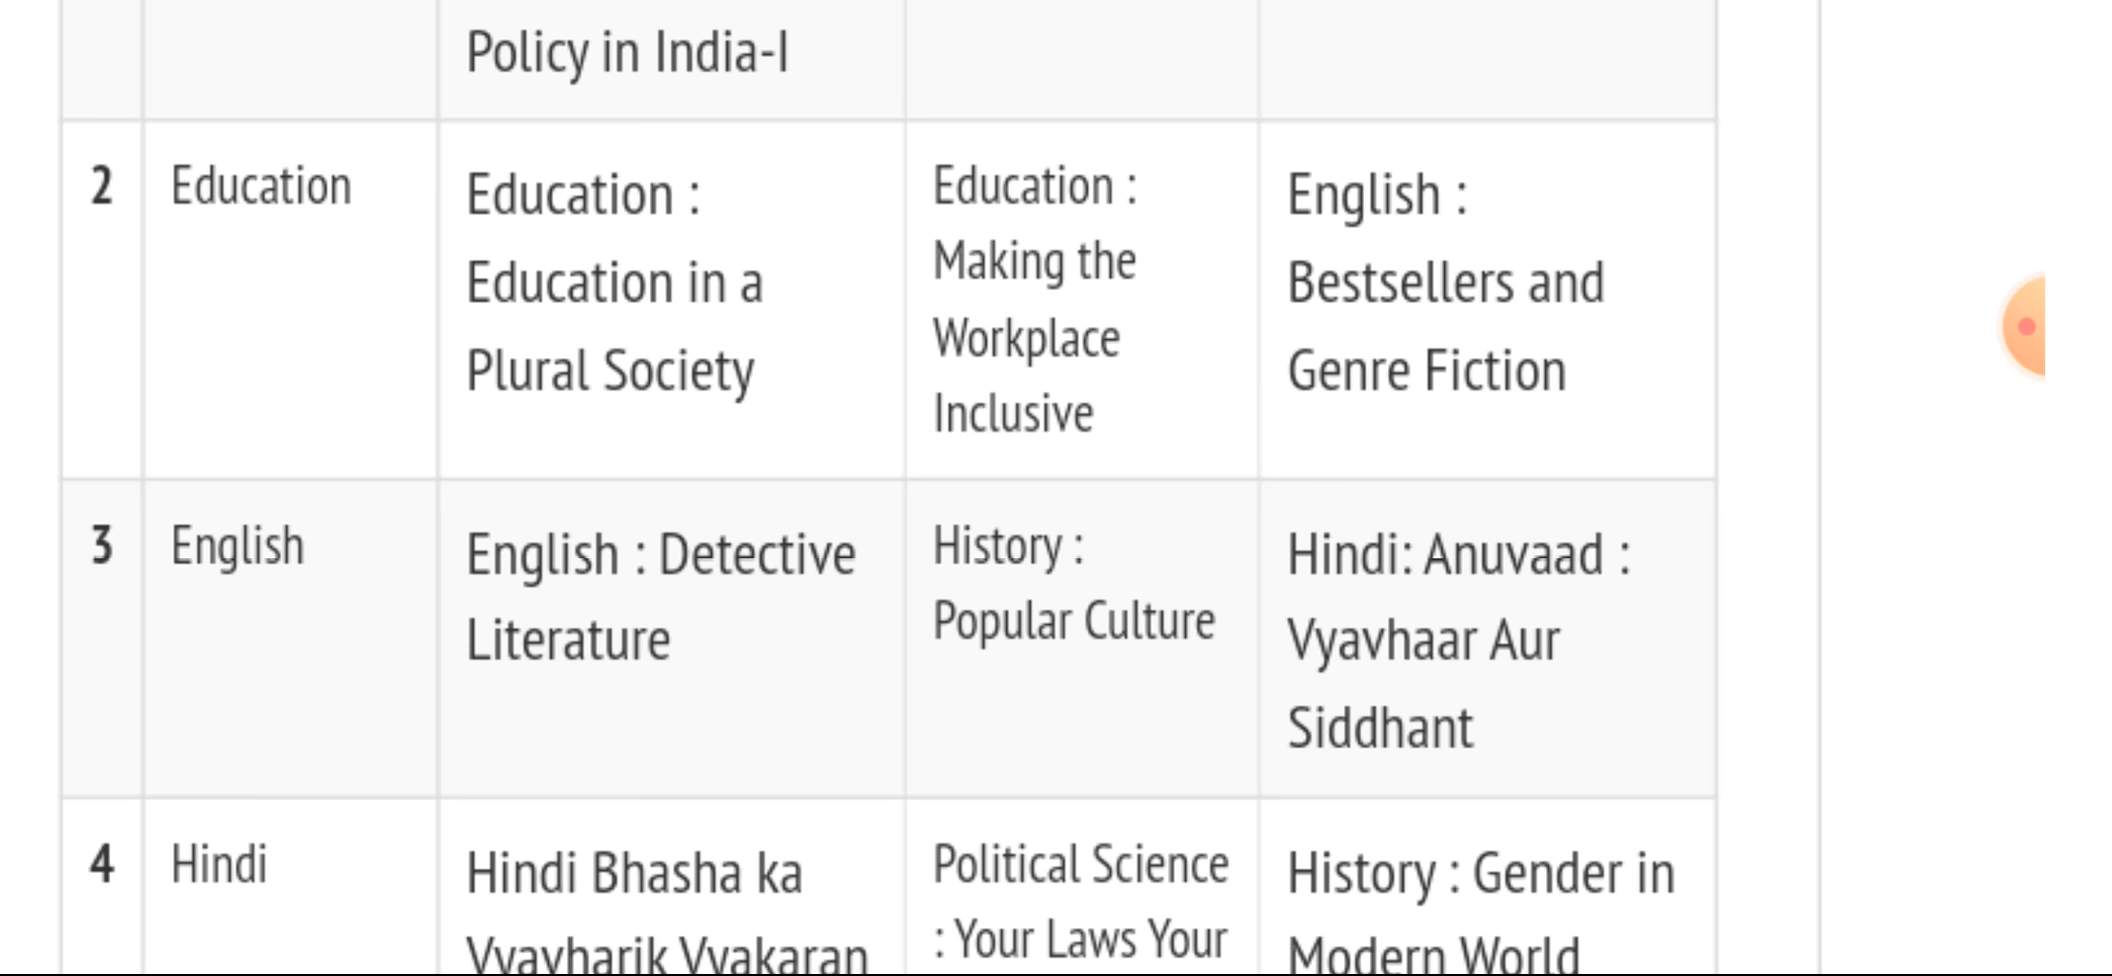 Policy in India-I
2 Education Education : Education : English :
Education in a Making the Bestsellers and
Plural Society Workplace Genre Fiction
Inclusive
3 English English : Detective History : Hindi: Anuvaad :
Literature Popular Culture Vyavhaar Aur
Siddhant
4 Hindi Hindi Bhasha ka Political Science History : Gender in
Vyavharik Vyakaran : Your Laws Your Modern World